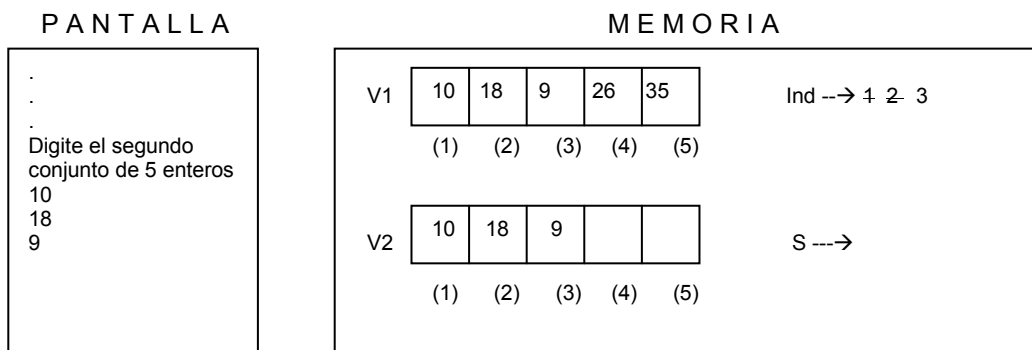 P A N T A L L A
M E M O R I A
.
.
.
Digite el segundo
conjunto de 5 enteros
10
18
9
V1 10 18 9 26 35 Ind --→ 1 2 3
(1) (2) (3) (4) (5)
V2 10 18 9 S ---→
(1) (2) (3) (4) (5)